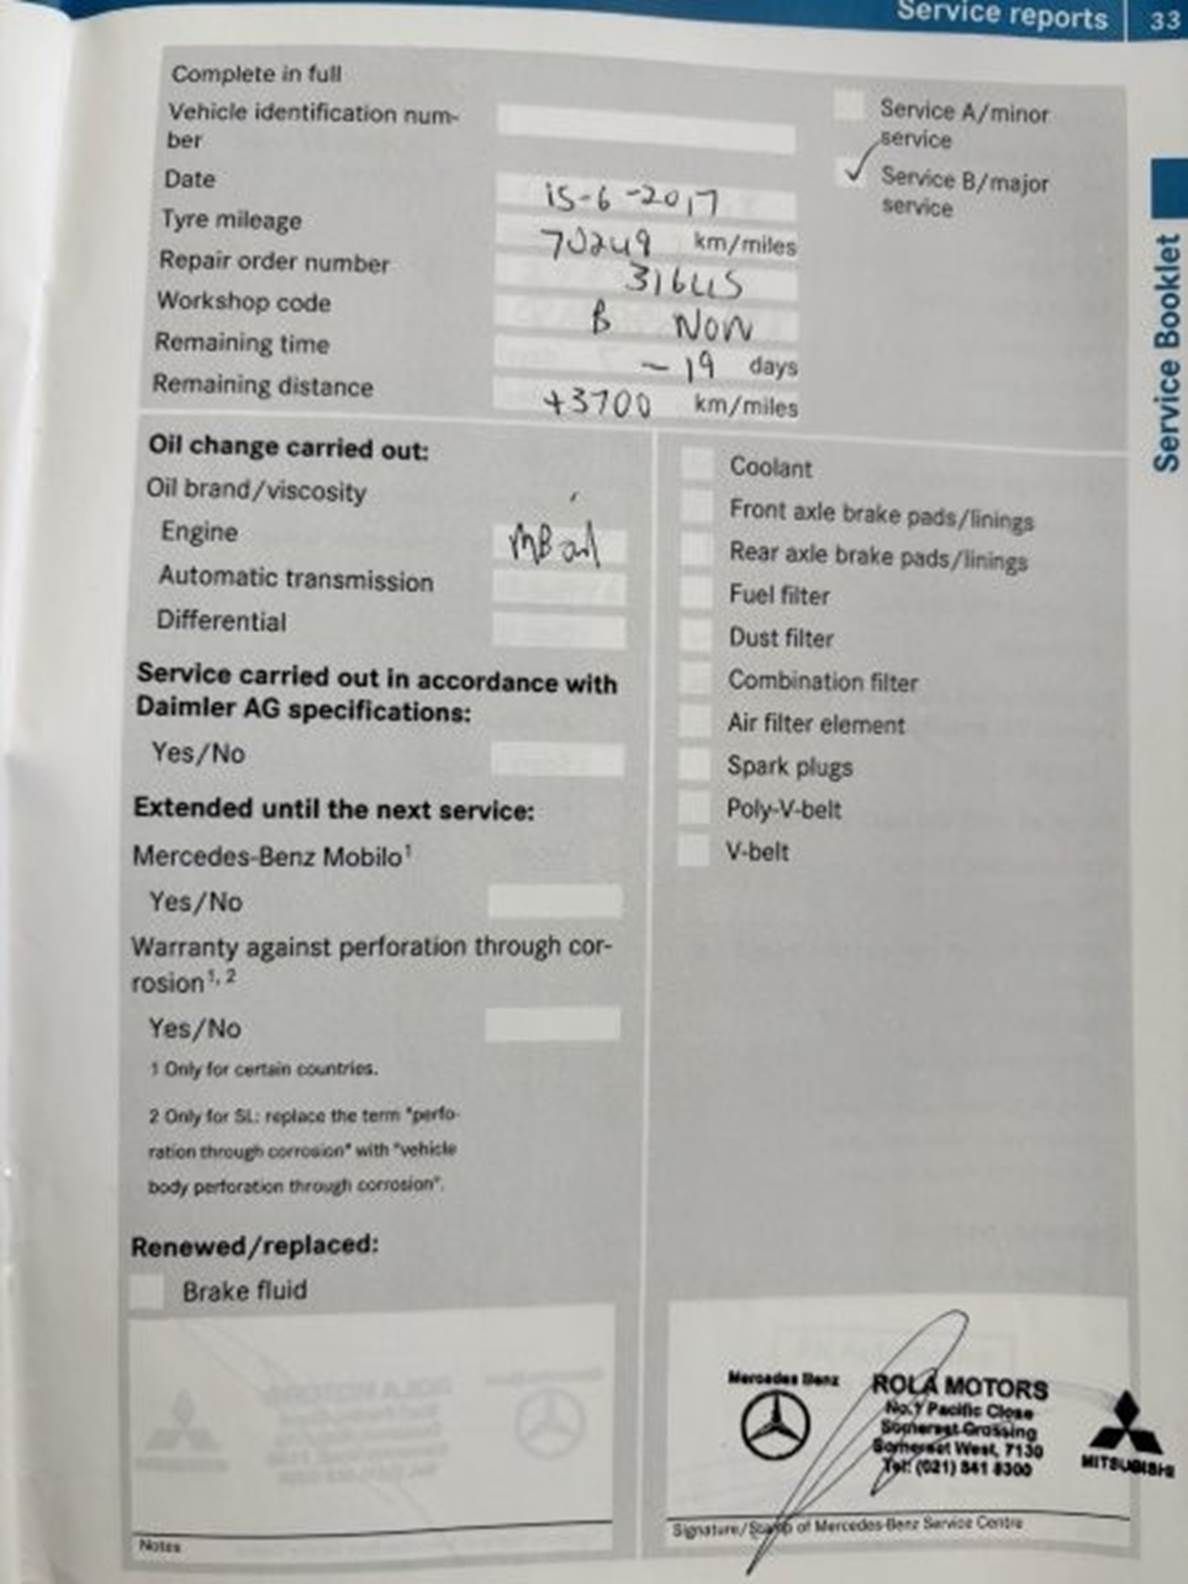 Service reports 33
Complete in full
Vehicle identification num-
ber
Date 15-6-2017
Tyre mileage 70249 km/miles
Repair order number
Workshop code B NOW
Remaining time -19 days
Remaining distance +3700 km/miles
Service A/minor
service
✓ Service B/major
service
Service Booklet
Oil change carried out:
Oil brand/viscosity
Engine MB oil
Automatic transmission
Differential
Service carried out in accordance with
Daimler AG specifications:
Yes/No
Extended until the next service:
Mercedes-Benz Mobilo¹
Yes/No
Warranty against perforation through cor-
rosion¹,²
Yes/No
1 Only for certain countries.
2 Only for SL: replace the term "perfo-
ration through corrosion" with "vehicle
body perforation through corrosion".
Renewed/replaced:
Brake fluid
Coolant
Front axle brake pads/linings
Rear axle brake pads/linings
Fuel filter
Dust filter
Combination filter
Air filter element
Spark plugs
Poly-V-belt
V-belt
Notes
Mercedes Benz
ROLA MOTORS
No.1 Pacific Close
Somerset Crossing
Somerset West, 7130
Tel: (021) 841 8300
MITSUBISHI
Signature/Stamp of Mercedes-Benz Service Centre